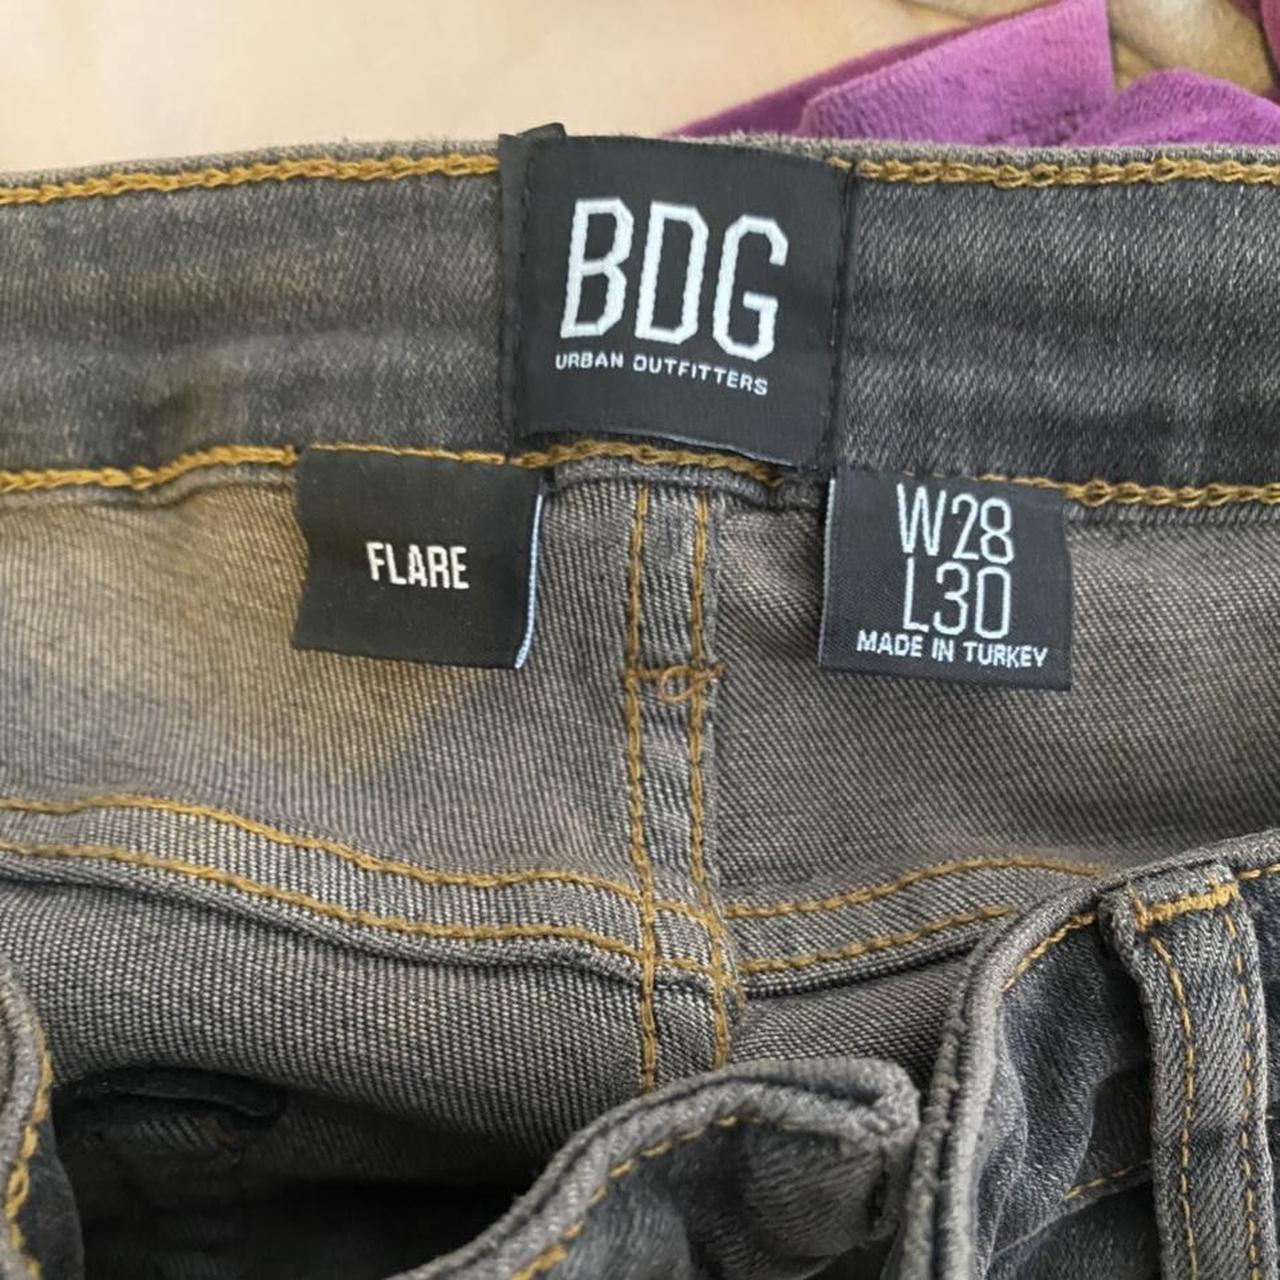 BDG
URBAN OUTFITTERS
FLARE
W28
L30
MADE IN TURKEY